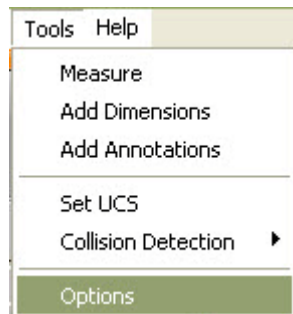 Tools Help
Measure
Add Dimensions
Add Annotations
Set UCS
Collision Detection
Options